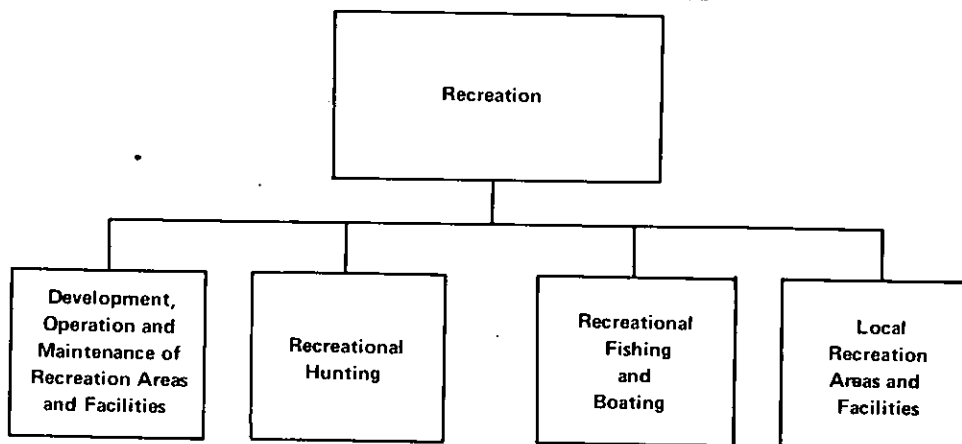 Recreation
Development,
Operation and
Maintenance of
Recreation Areas
and Facilities
Recreational
Hunting
Recreational
Fishing
and
Boating
Local
Recreation
Areas and
Facilities